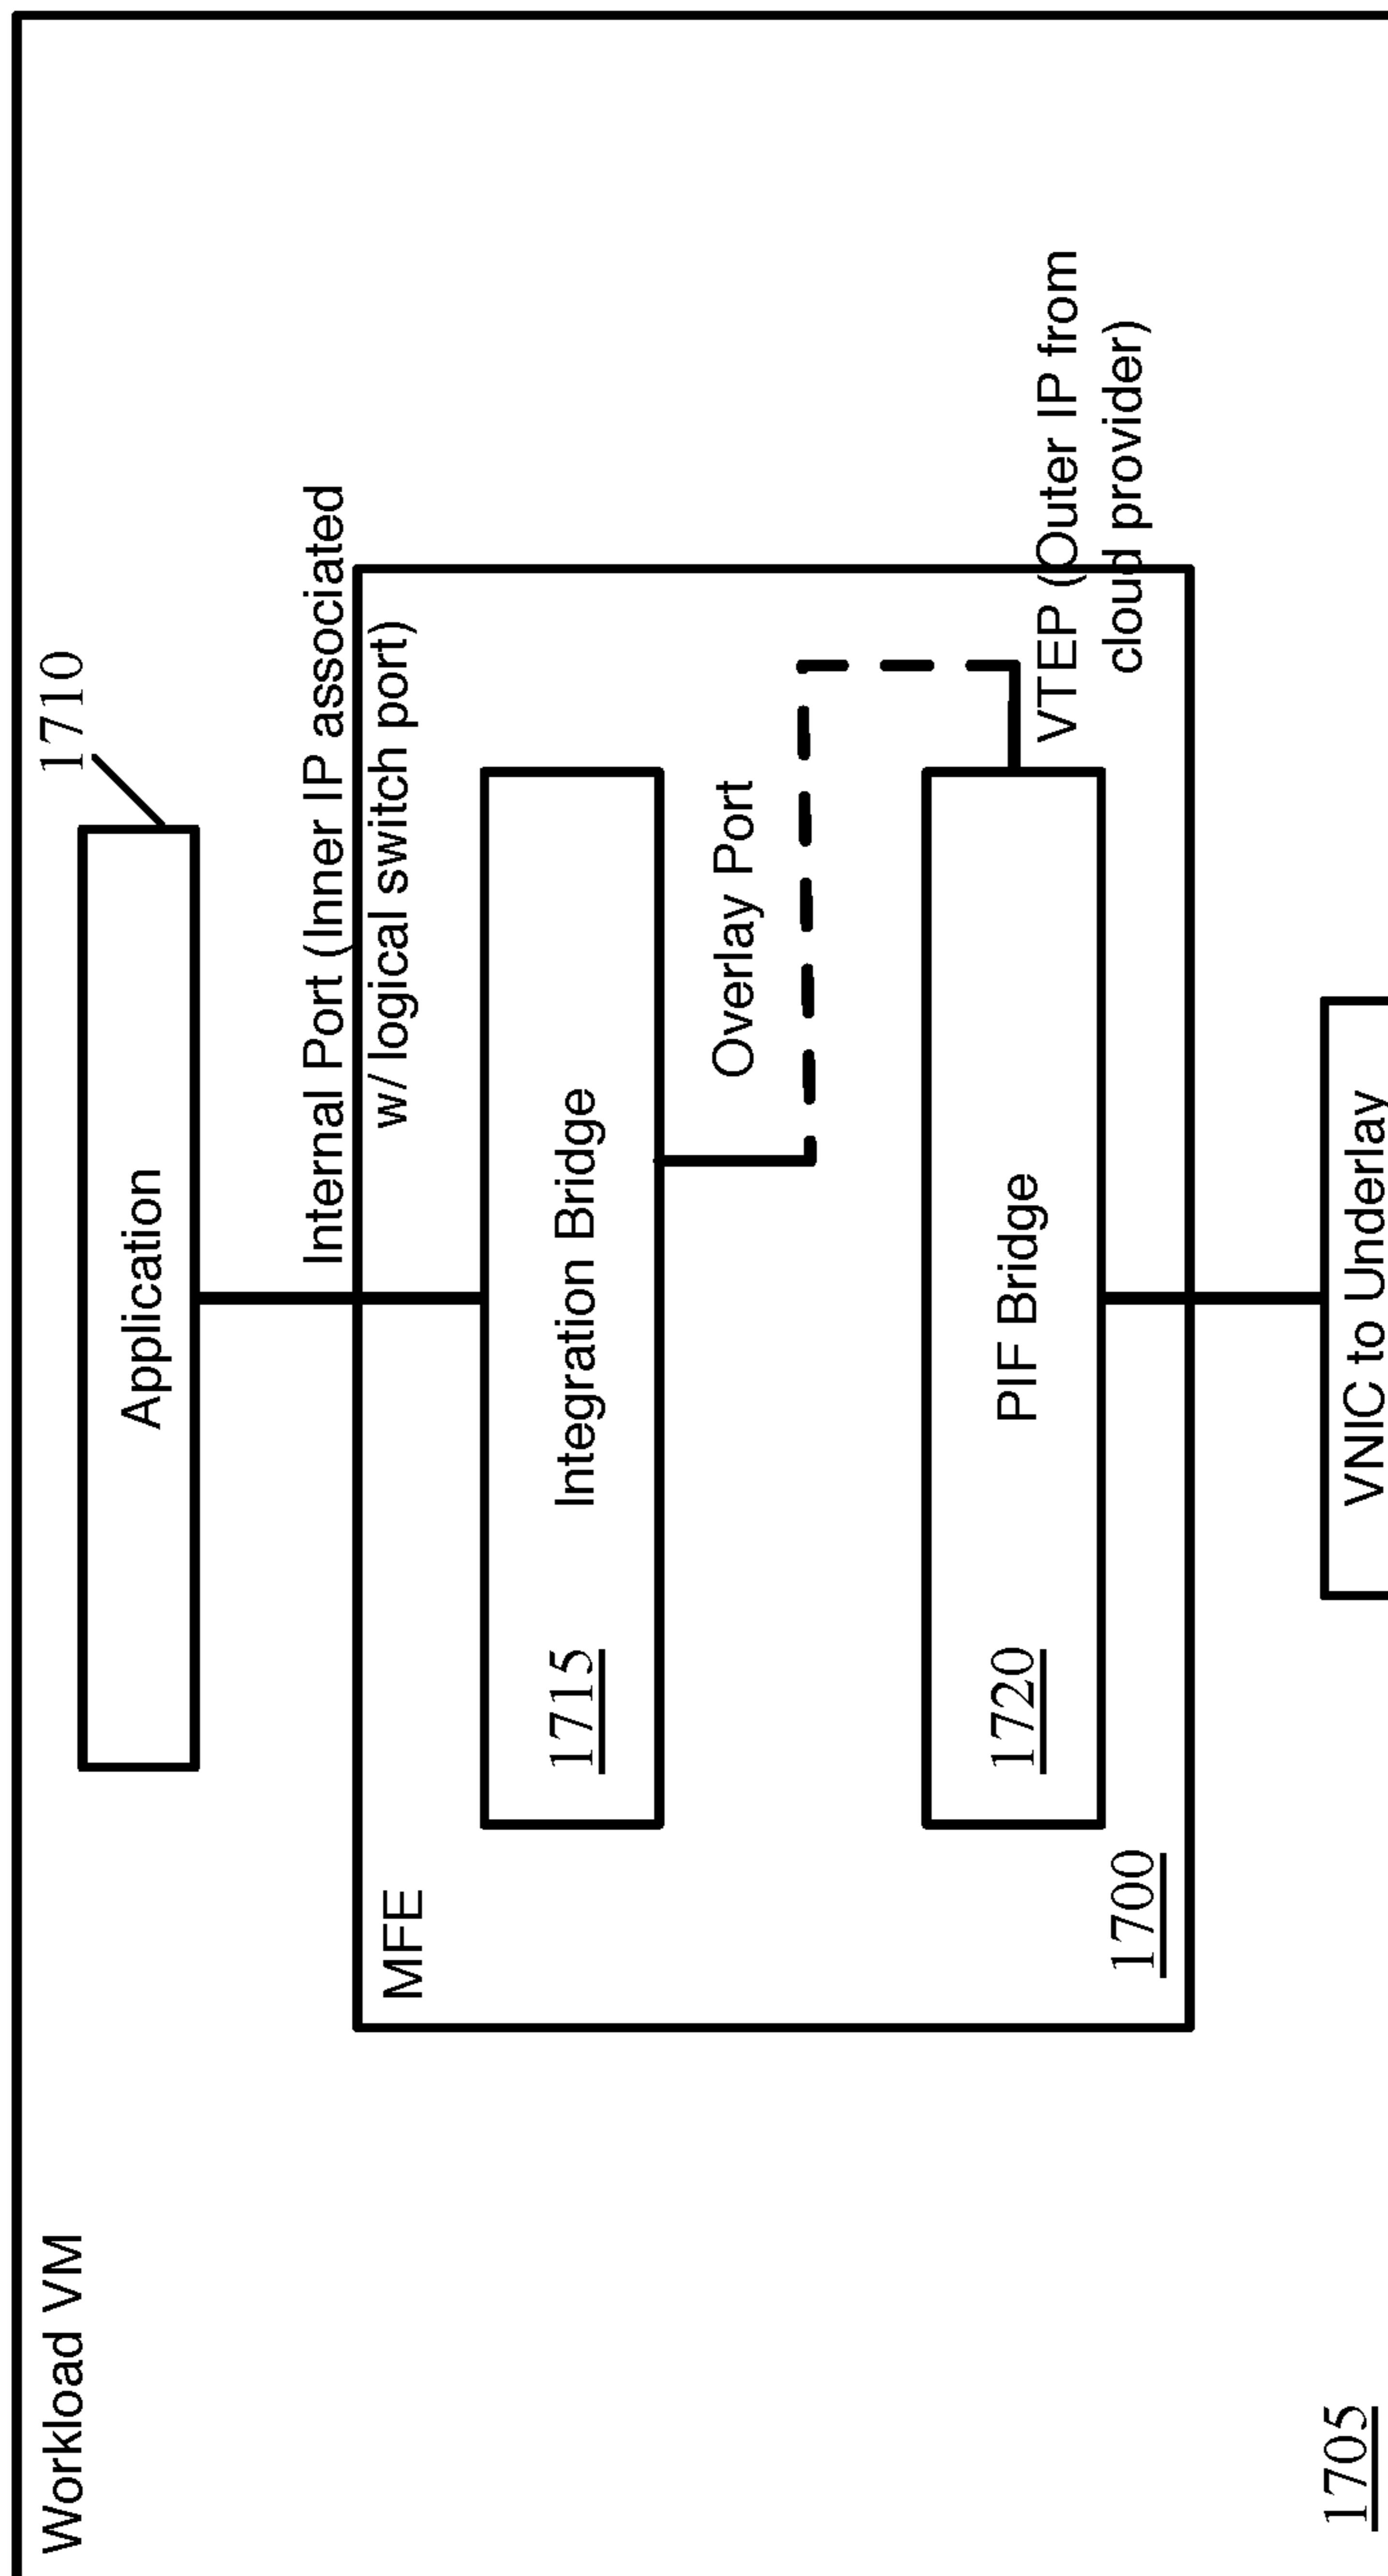 Workload VM
1710
Application
Internal Port (Inner IP associated
w/ logical switch port)
MFE
1715
Integration Bridge
Overlay Port
1720
PIF Bridge
VTEP (Outer IP from
cloud provider)
1700
VNIC to Underlay
1705